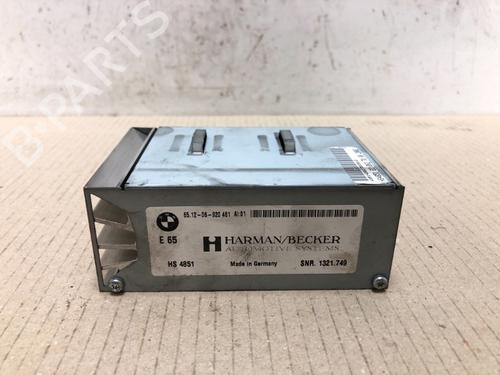 B-PARTS
65.12-06-920 461 AI:01
E 65
H HARMAN/BECKER
AUTOMOTIVE SYSTEMS
HS 48S1
Made in Germany
SNR. 1321.749